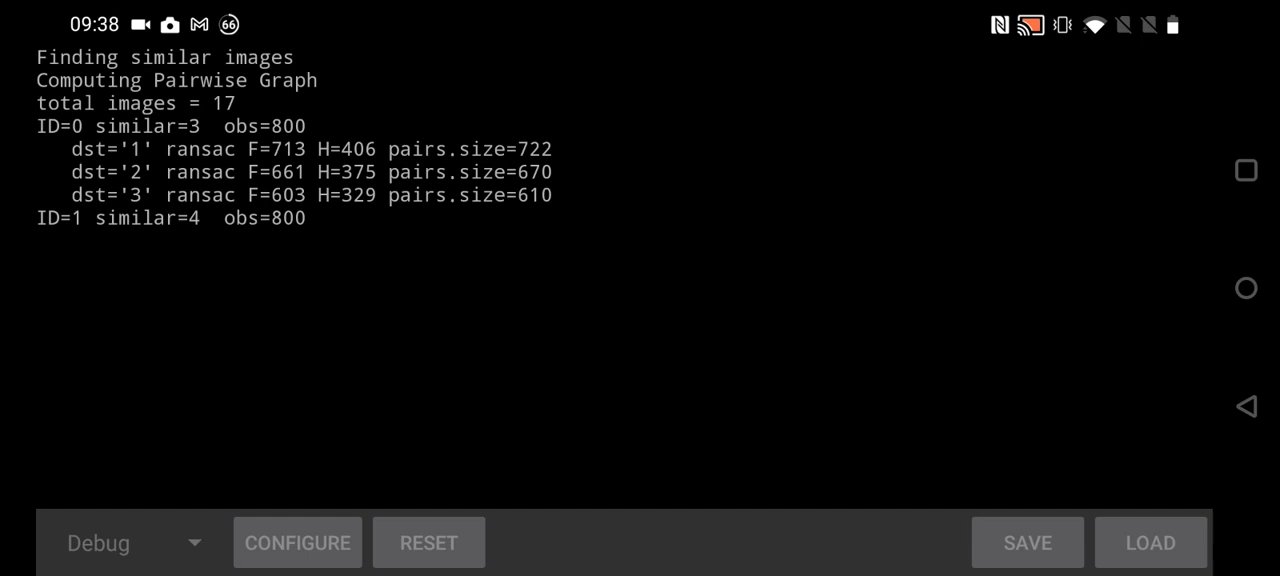 09:38 66
Finding similar images
Computing Pairwise Graph
total images = 17
ID=0 similar=3  obs=800
   dst='1' ransac F=713 H=406 pairs.size=722
   dst='2' ransac F=661 H=375 pairs.size=670
   dst='3' ransac F=603 H=329 pairs.size=610
ID=1 similar=4  obs=800
Debug CONFIGURE RESET SAVE LOAD